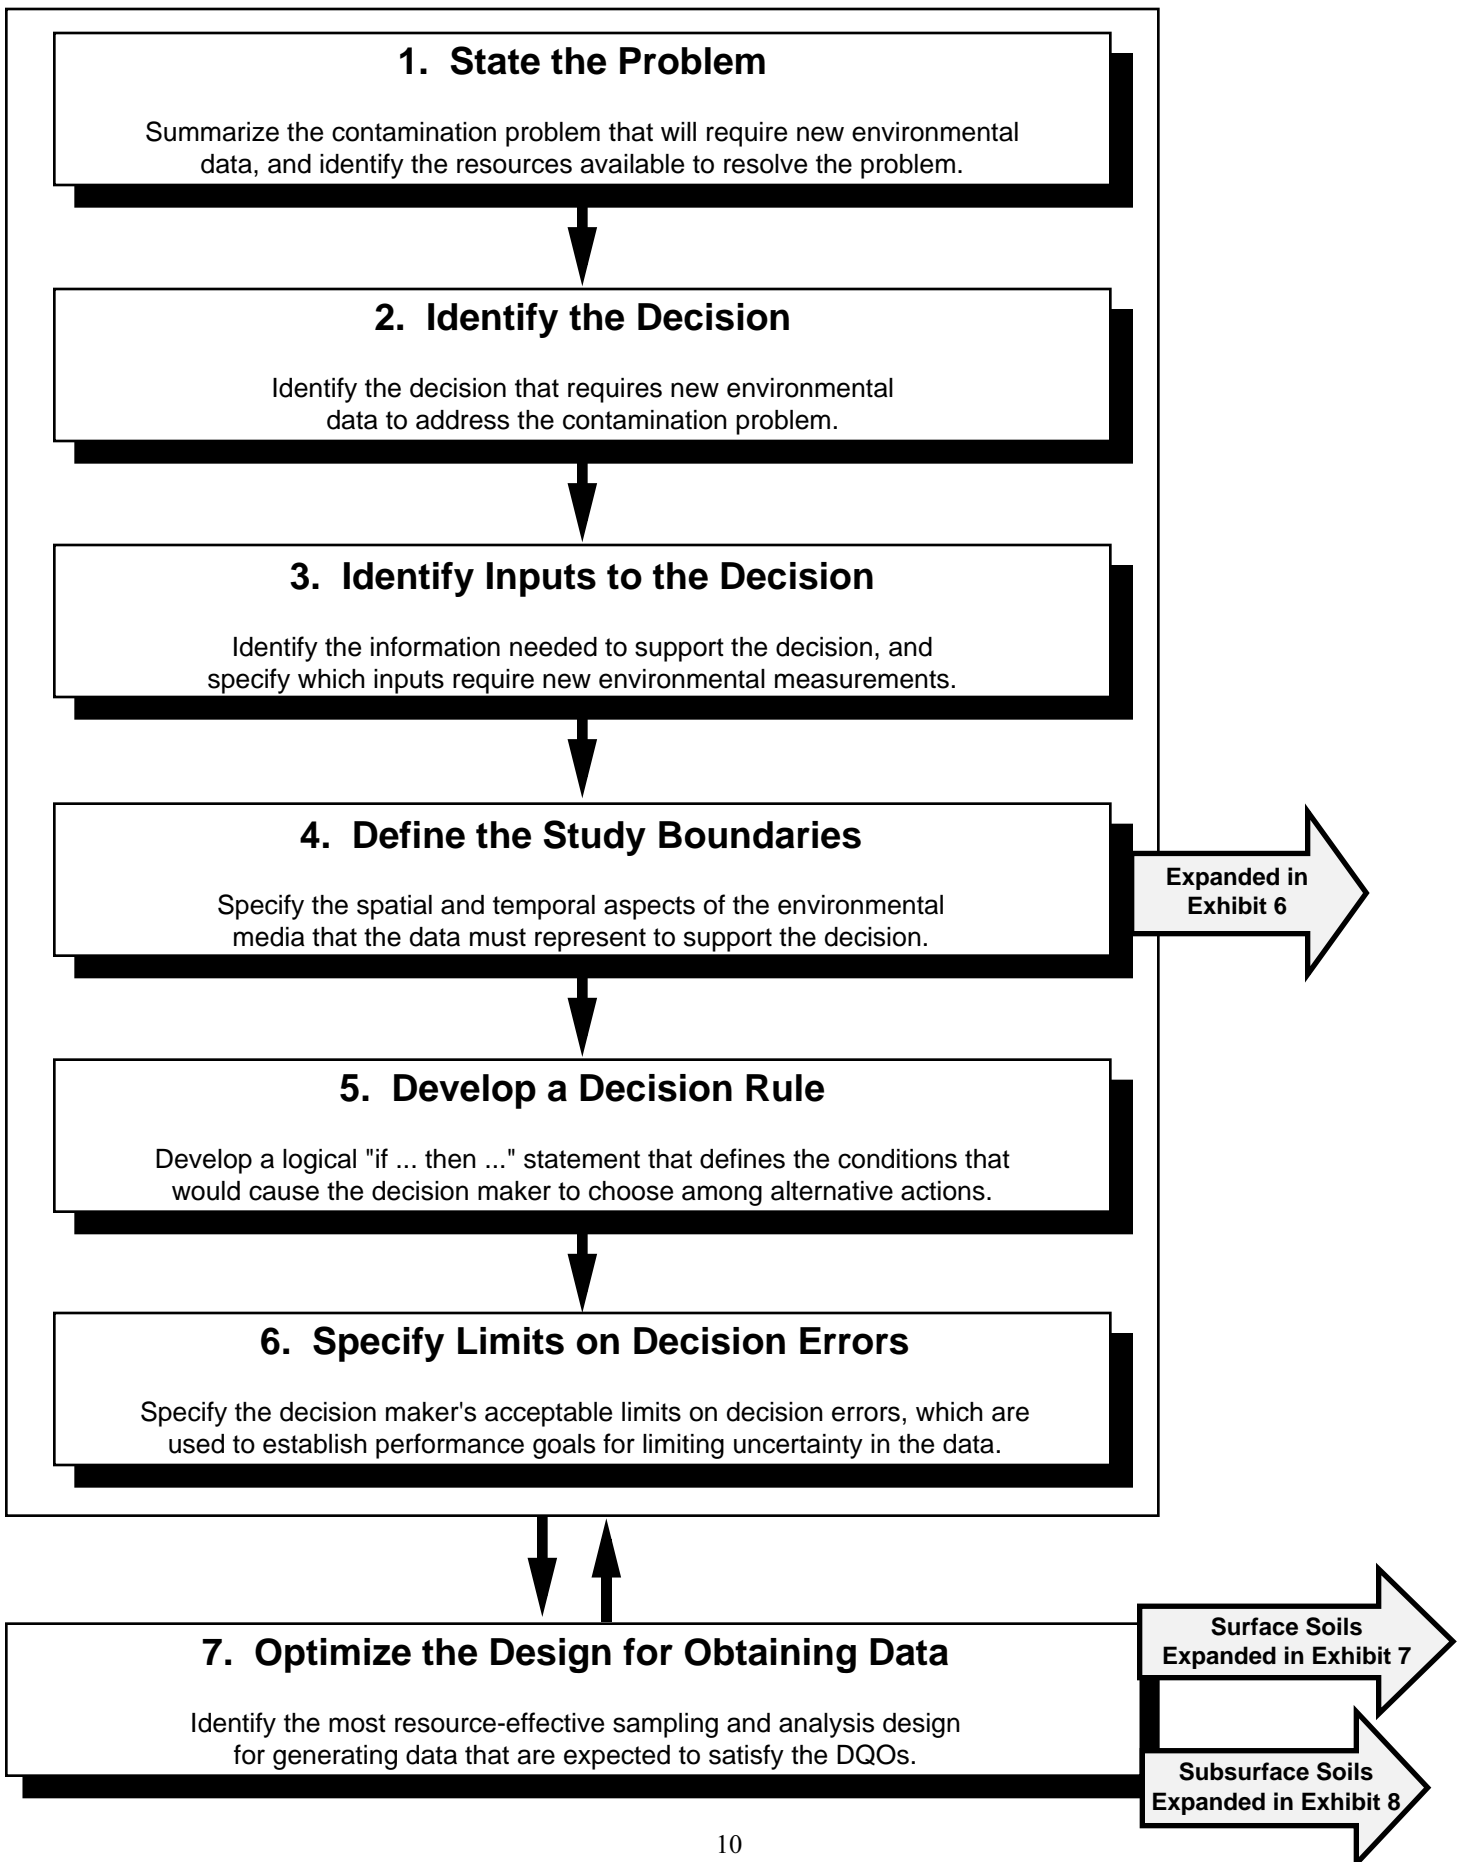 1. State the Problem
Summarize the contamination problem that will require new environmental
data, and identify the resources available to resolve the problem.
2. Identify the Decision
Identify the decision that requires new environmental
data to address the contamination problem.
3. Identify Inputs to the Decision
Identify the information needed to support the decision, and
specify which inputs require new environmental measurements.
4. Define the Study Boundaries
Specify the spatial and temporal aspects of the environmental
media that the data must represent to support the decision.
Expanded in
Exhibit 6
5. Develop a Decision Rule
Develop a logical "if ... then ..." statement that defines the conditions that
would cause the decision maker to choose among alternative actions.
6. Specify Limits on Decision Errors
Specify the decision maker's acceptable limits on decision errors, which are
used to establish performance goals for limiting uncertainty in the data.
7. Optimize the Design for Obtaining Data
Identify the most resource-effective sampling and analysis design
for generating data that are expected to satisfy the DQOs.
Surface Soils
Expanded in Exhibit 7
Subsurface Soils
Expanded in Exhibit 8
10